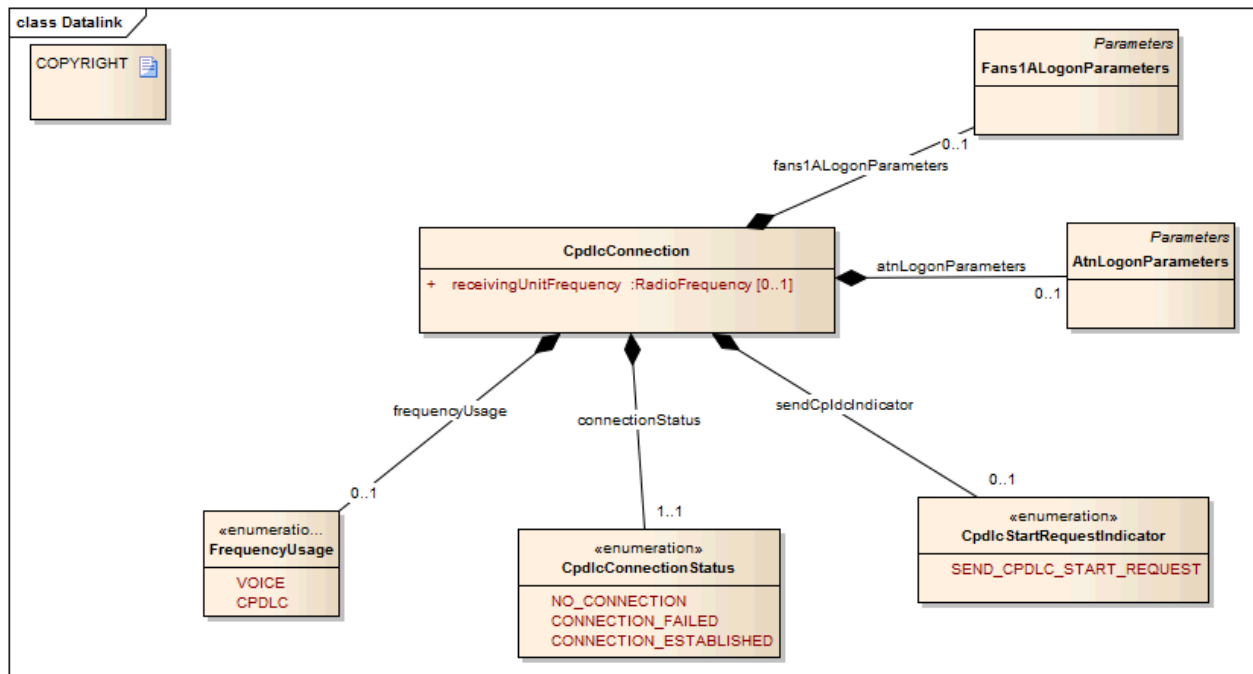 class Datalink
COPYRIGHT
Parameters
Fans1ALogonParameters
0..1
fans1ALogonParameters
CpdlcConnection
+ receivingUnitFrequency :RadioFrequency [0..1]
Parameters
AtnLogonParameters
atnLogonParameters
0..1
frequencyUsage
connectionStatus
sendCpldcIndicator
0..1
1..1
0..1
«enumeratio...
FrequencyUsage
VOICE
CPDLC
«enumeration»
CpdlcConnectionStatus
NO_CONNECTION
CONNECTION_FAILED
CONNECTION_ESTABLISHED
«enumeration»
CpdlcStartRequestIndicator
SEND_CPDLC_START_REQUEST